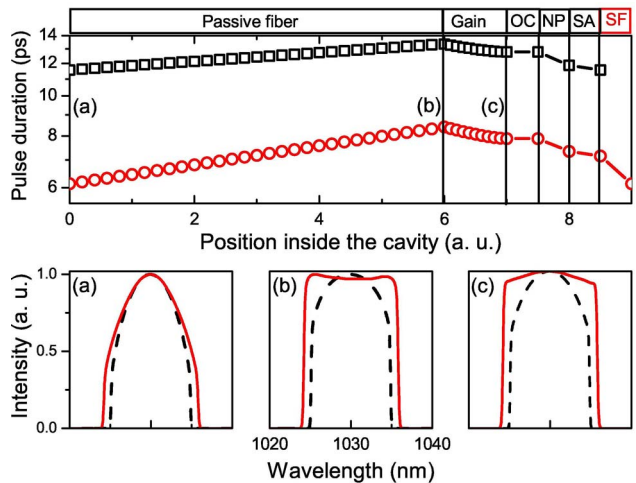 Passive fiber Gain OC NP SA SF
Pulse duration (ps)
14
12
10
8
6
(a) (b) (c)
0 2 4 6 8
Position inside the cavity (a. u.)
Intensity (a. u.)
1.0
0.5
0.0
(a) (b) (c)
1020 1030 1040
Wavelength (nm)